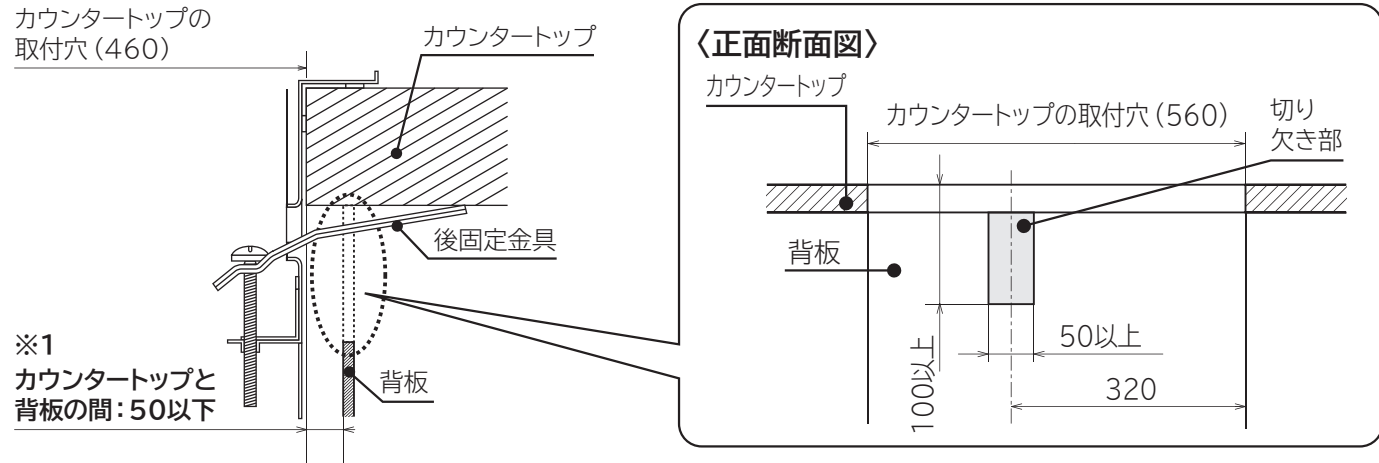 カウンタートップの
取付穴（460）
カウンタートップ
後固定金具
※1
カウンタートップと
背板の間：50以下
背板
〈正面断面図〉
カウンタートップ
カウンタートップの取付穴（560）
切り
欠き部
背板
50以上
100以上
320